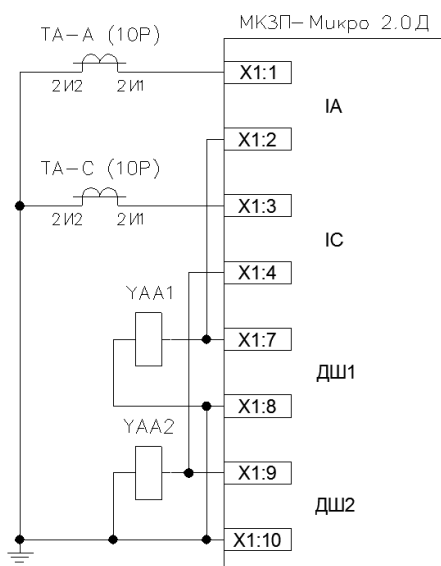 МКЗП-Микро 2.0Д
ТА-А (10Р)
2И2 2И1
X1:1
IA
X1:2
ТА-С (10Р)
2И2 2И1
X1:3
IC
X1:4
YAA1
X1:7
ДШ1
X1:8
YAA2
X1:9
ДШ2
X1:10